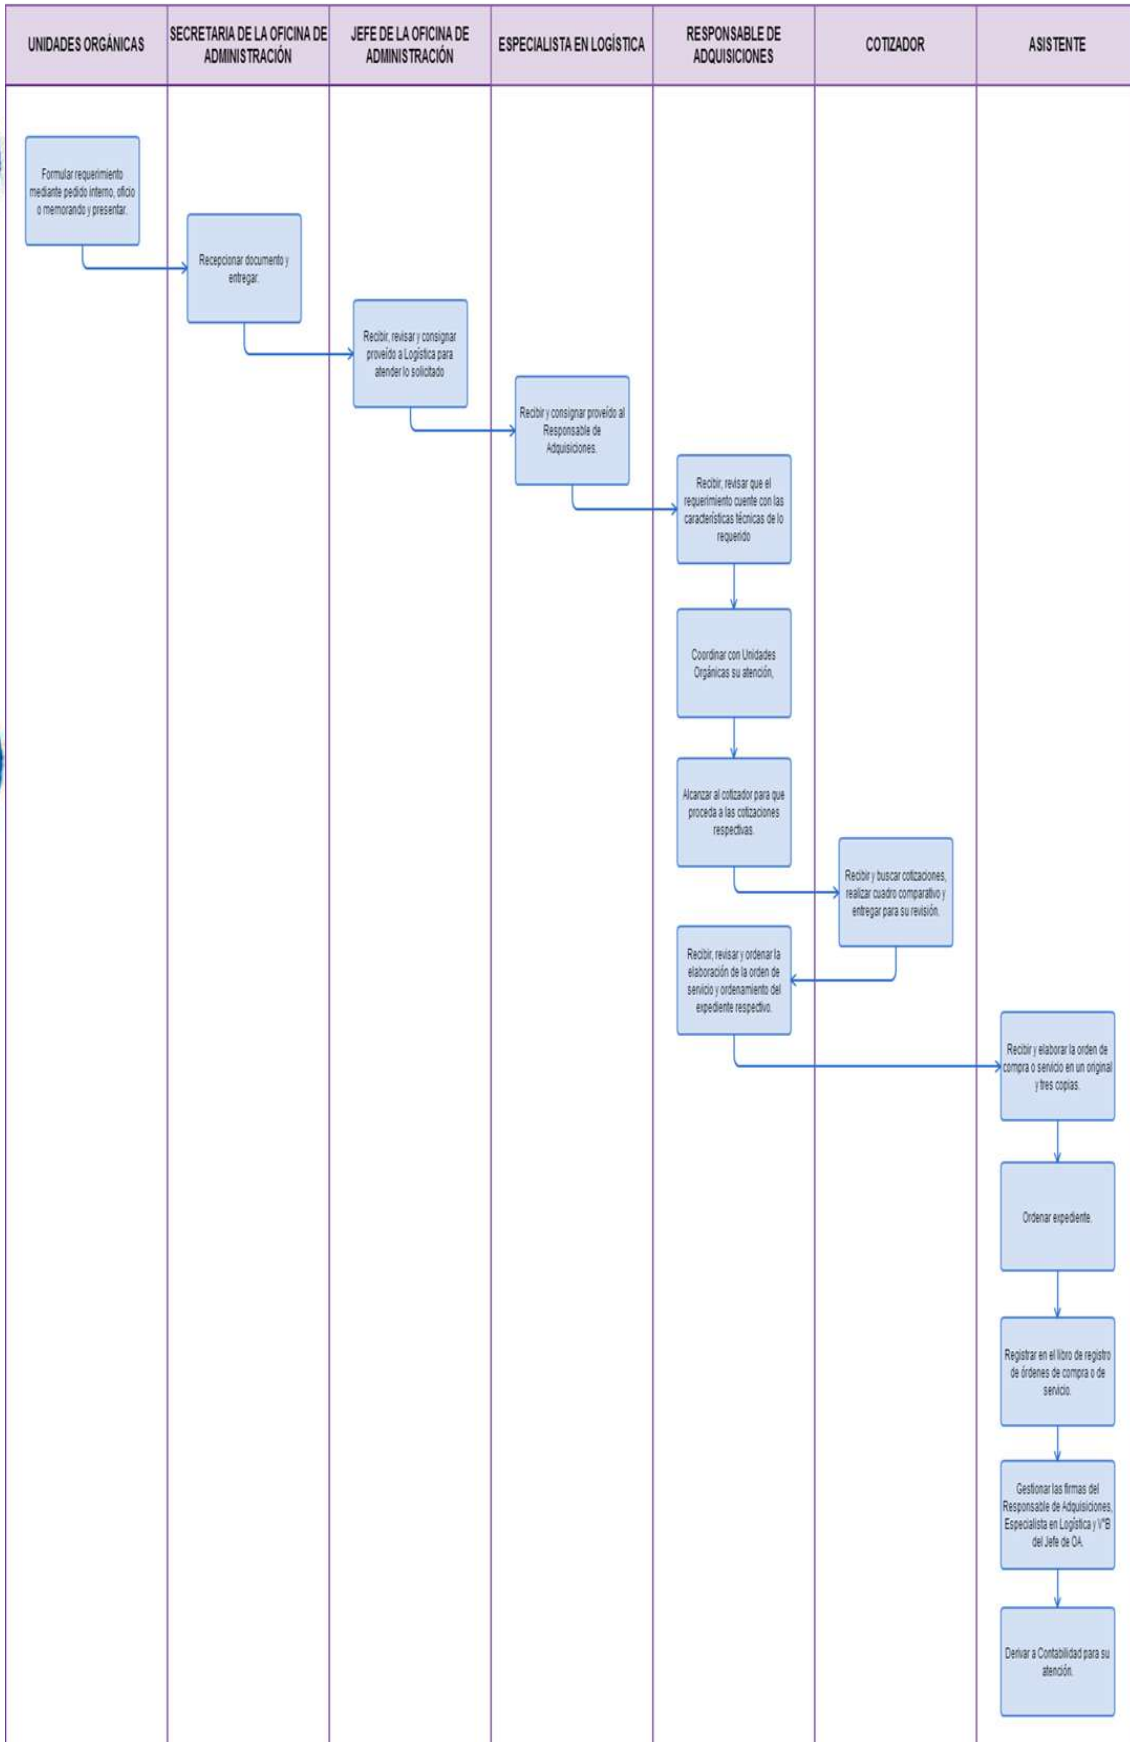 UNIDADES ORGÁNICAS
SECRETARIA DE LA OFICINA DE
ADMINISTRACIÓN
JEFE DE LA OFICINA DE
ADMINISTRACIÓN
ESPECIALISTA EN LOGÍSTICA
RESPONSABLE DE
ADQUISICIONES
COTIZADOR
ASISTENTE
Formular requerimiento
mediante pedido interno, oficio
o memorando y presentar.
Recepcionar documento y
entregar.
Recibir, revisar y consignar
proveído a Logística para
atender lo solicitado
Recibir y consignar proveído al
Responsable de
Adquisiciones.
Recibir, revisar que el
requerimiento cuente con las
características técnicas de lo
requerido
Coordinar con Unidades
Orgánicas su atención,
Alcanzar al cotizador para que
proceda a las cotizaciones
respectivas.
Recibir y buscar cotizaciones,
realizar cuadro comparativo y
entregar para su revisión.
Recibir, revisar y ordenar la
elaboración de la orden de
servicio y ordenamiento del
expediente respectivo.
Recibir y elaborar la orden de
compra o servicio en un original
y tres copias.
Ordenar expediente.
Registrar en el libro de registro
de órdenes de compra o de
servicio.
Gestionar las firmas del
Responsable de Adquisiciones,
Especialista en Logística y V°B
del Jefe de OA.
Derivar a Contabilidad para su
atención.